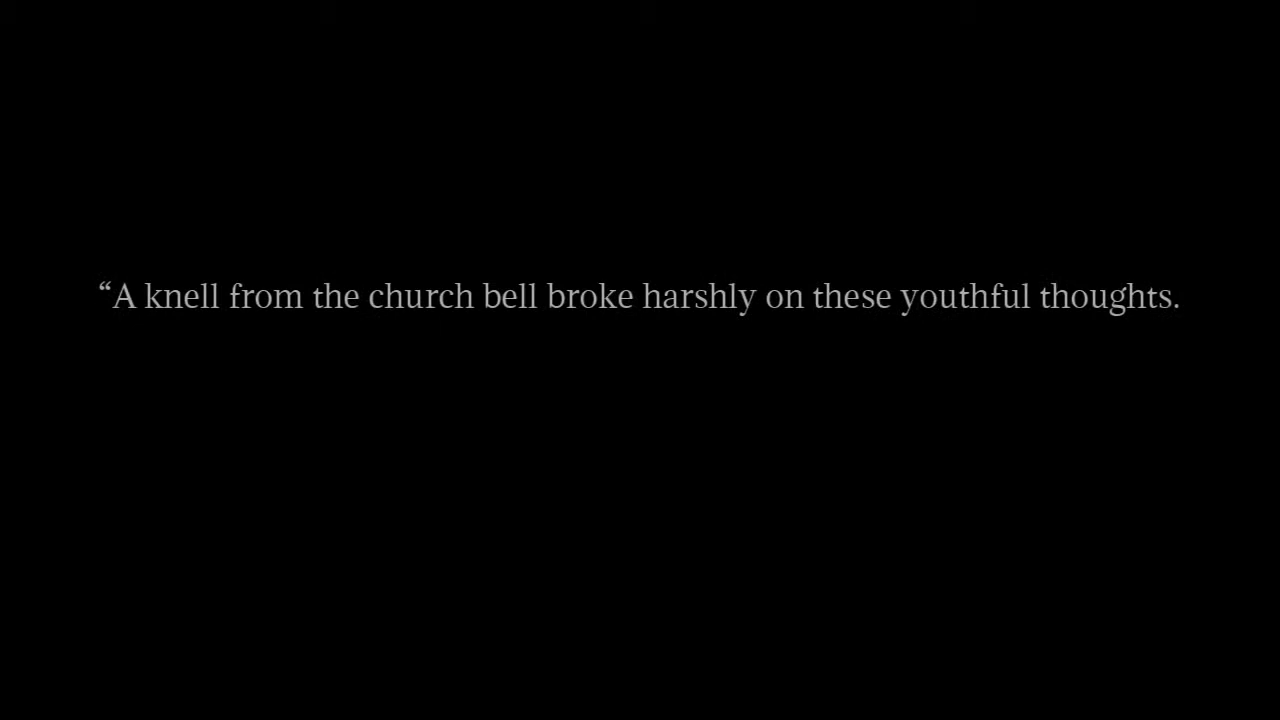 “A knell from the church bell broke harshly on these youthful thoughts.